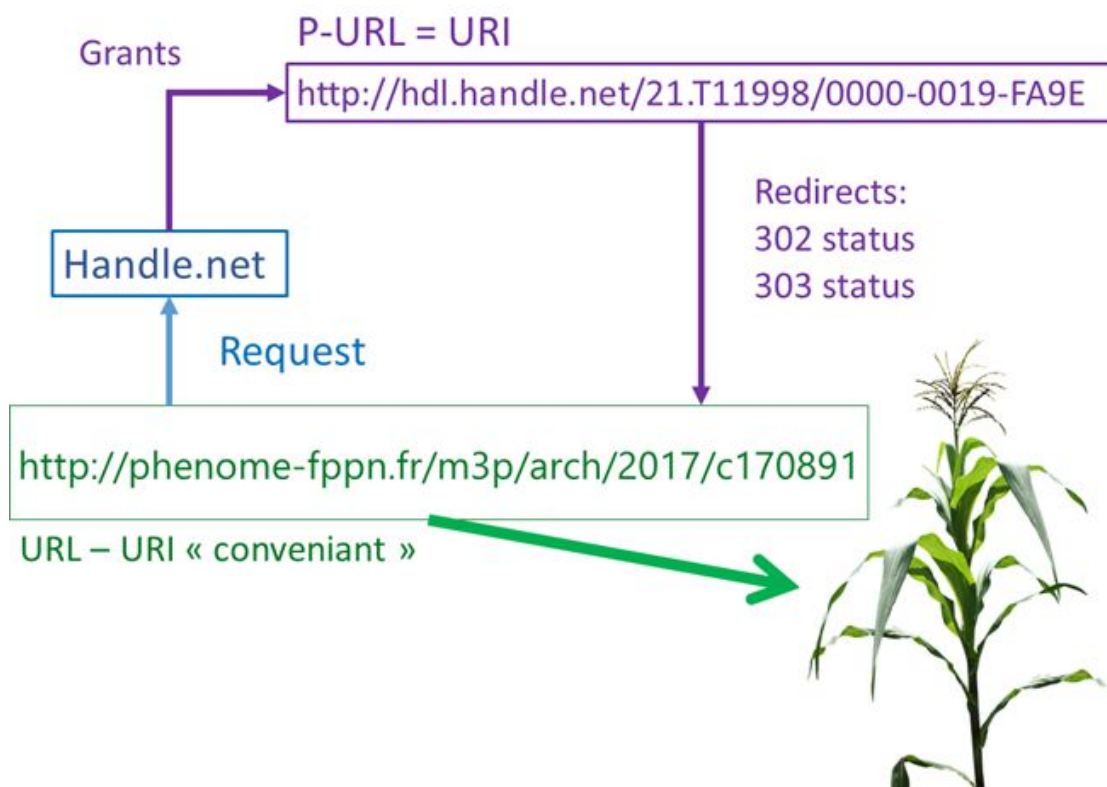 P-URL = URI
Grants
http://hdl.handle.net/21.T11998/0000-0019-FA9E
Redirects:
302 status
303 status
Handle.net
Request
http://phenome-fppn.fr/m3p/arch/2017/c170891
URL – URI « conveniant »